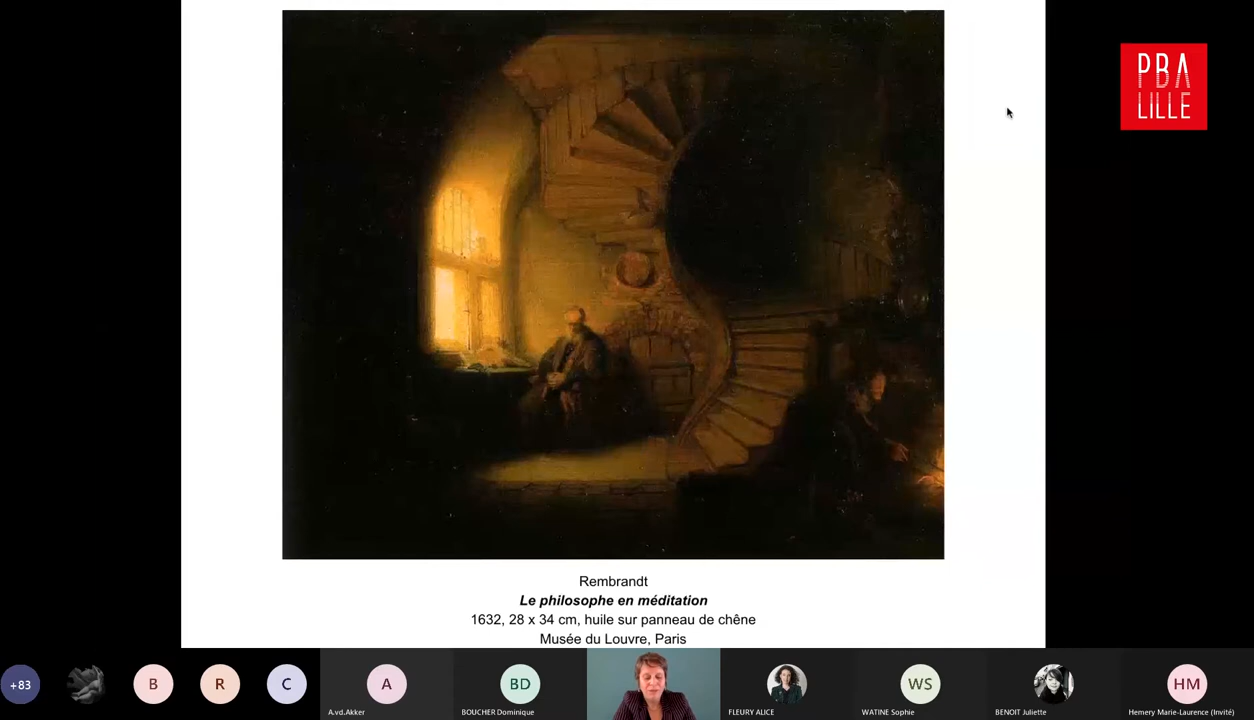 PBA
LILLE
Rembrandt
Le philosophe en méditation
1632, 28 x 34 cm, huile sur panneau de chêne
Musée du Louvre, Paris
+83
B
R
C
A
BD
WS
HM
A.vd.Akker
BOUCHER Dominique
FLEURY ALICE
WATINE Sophie
BENOIT Juliette
Hemery Marie-Laurence (Invité)